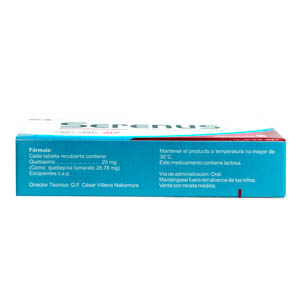 Serenus
Fórmula:
Cada tableta recubierta contiene:
Quetiapina 25 mg
(Como quetiapina fumarato 28.78 mg)
Excipientes c.s.p.
Director Técnico: Q.F. César Villena Nakamura
Mantener el producto a temperatura no mayor de
30°C.
Este medicamento contiene lactosa.
Vía de administración: Oral.
Manténgase fuera del alcance de los niños.
Venta con receta médica.